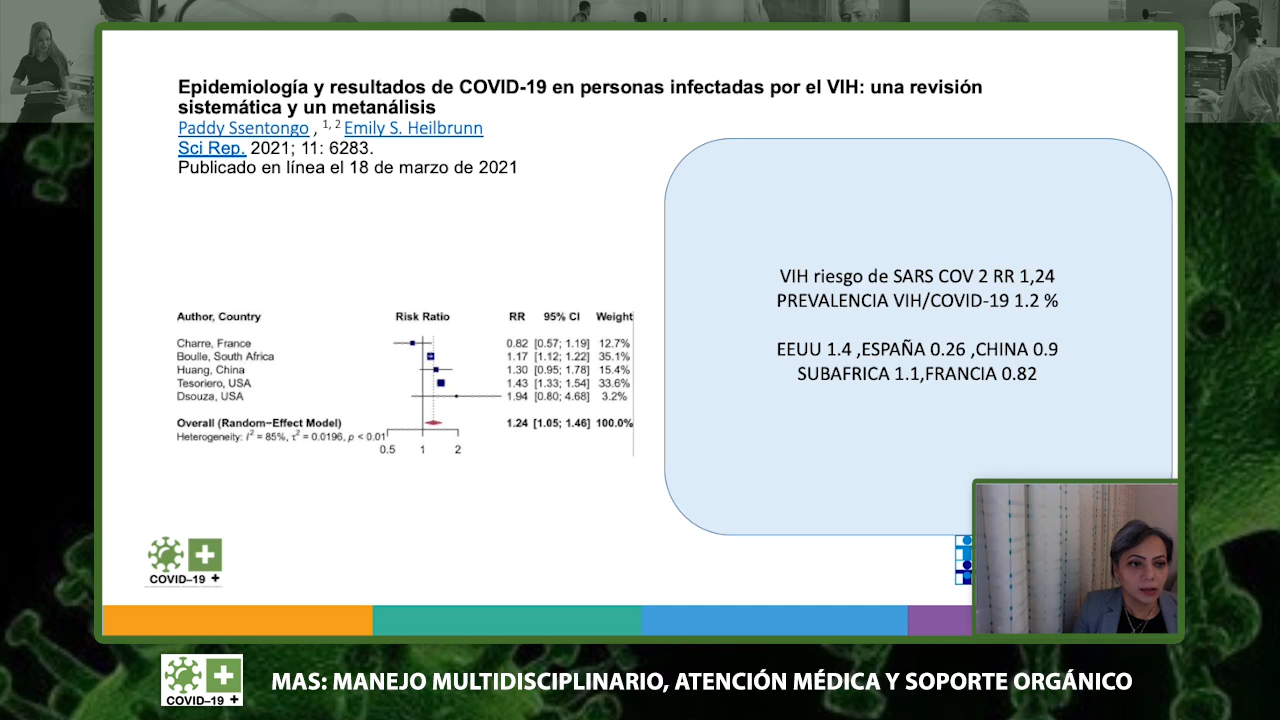 Epidemiología y resultados de COVID-19 en personas infectadas por el VIH: una revisión
sistemática y un metanálisis
Paddy Ssentongo , 1, 2 Emily S. Heilbrunn
Sci Rep. 2021; 11: 6283.
Publicado en línea el 18 de marzo de 2021
VIH riesgo de SARS COV 2 RR 1,24
PREVALENCIA VIH/COVID-19 1.2 %
EEUU 1.4 ,ESPAÑA 0.26 ,CHINA 0.9
SUBAFRICA 1.1,FRANCIA 0.82
Author, Country Risk Ratio RR 95% CI Weight
Charre, France 0.82 [0.57; 1.19] 12.7%
Boulle, South Africa 1.17 [1.12; 1.22] 35.1%
Huang, China 1.30 [0.95; 1.78] 15.4%
Tesoriero, USA 1.43 [1.33; 1.54] 33.6%
Dsouza, USA 1.94 [0.80; 4.68] 3.2%
Overall (Random−Effect Model) 1.24 [1.05; 1.46] 100.0%
Heterogeneity: I² = 85%, τ² = 0.0196, p < 0.01
0.5 1 2
COVID–19 +
COVID–19 +
MAS: MANEJO MULTIDISCIPLINARIO, ATENCIÓN MÉDICA Y SOPORTE ORGÁNICO